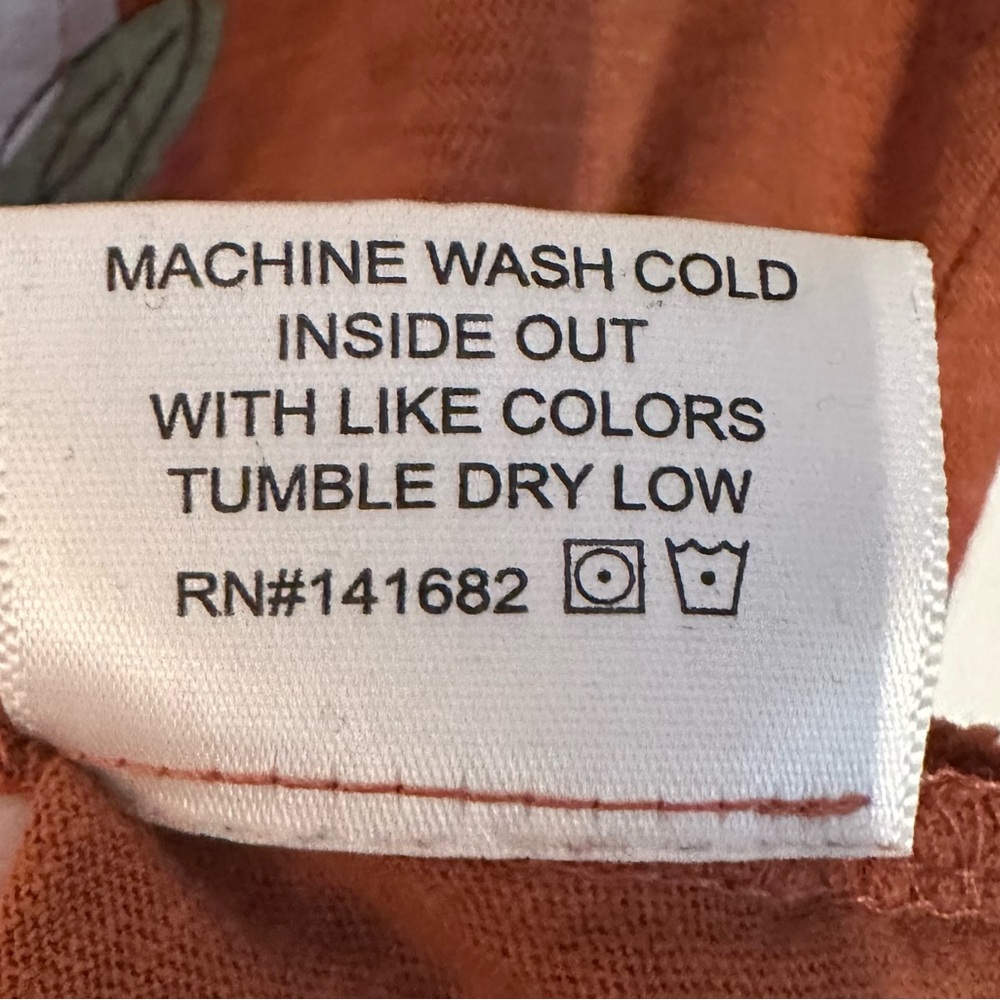 MACHINE WASH COLD
INSIDE OUT
WITH LIKE COLORS
TUMBLE DRY LOW
RN#141682